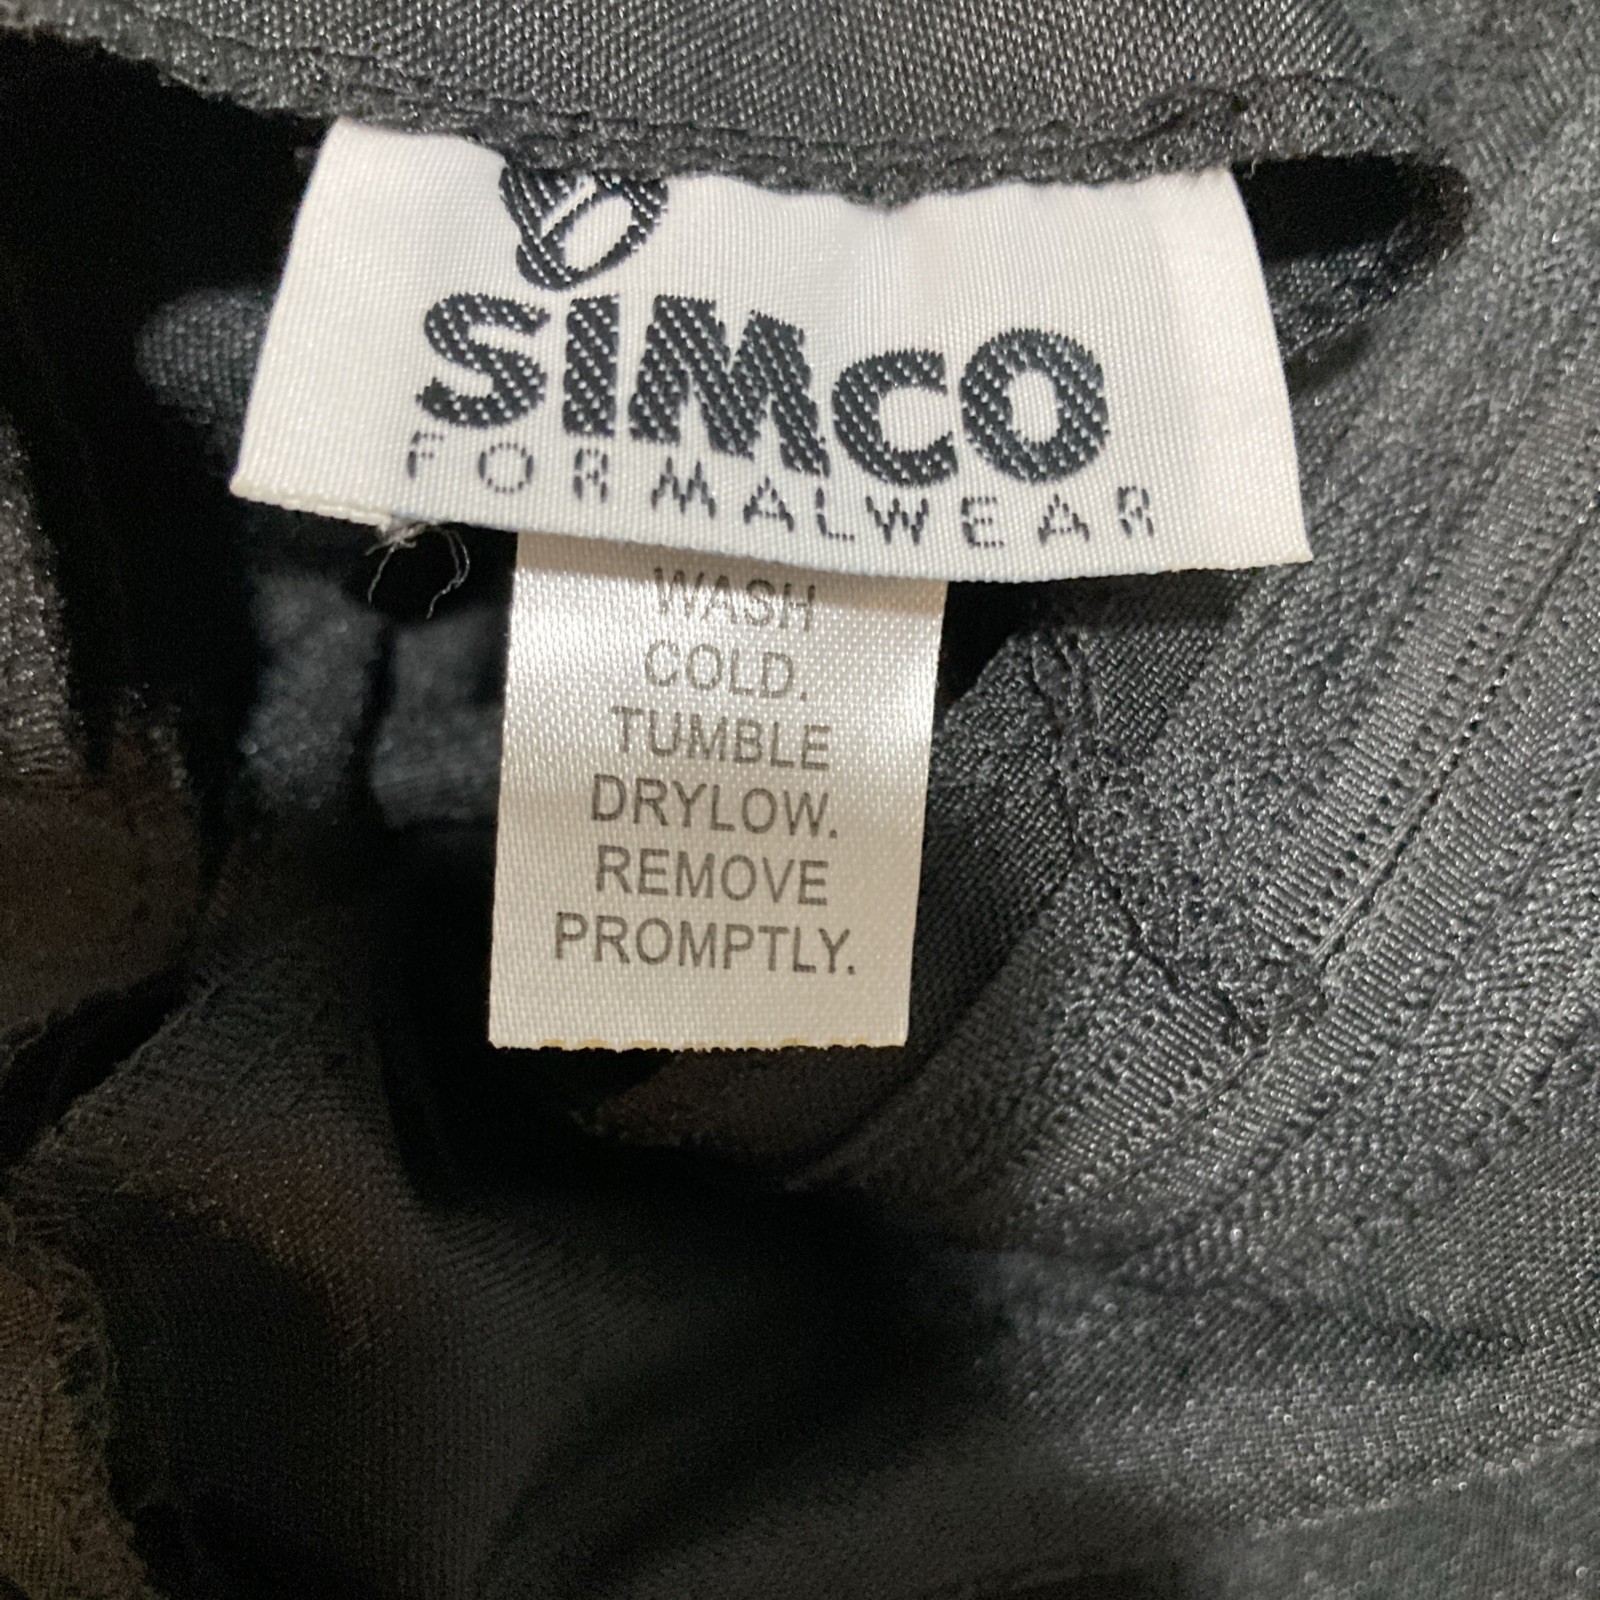 SIMCO
FORMALWEAR
WASH
COLD.
TUMBLE
DRYLOW.
REMOVE
PROMPTLY.